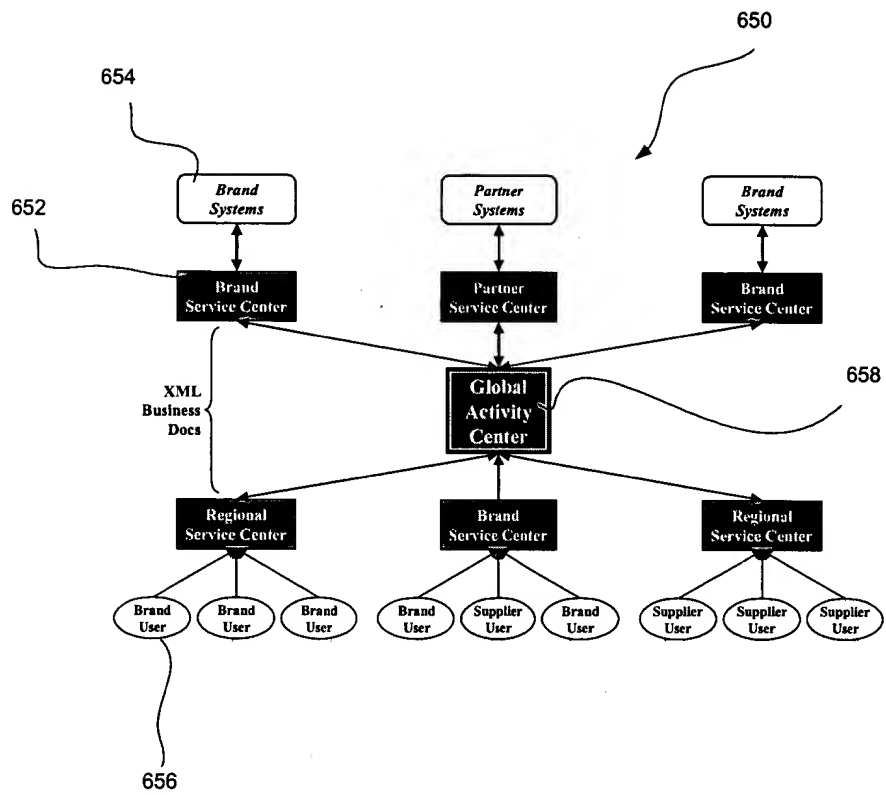 650
654
Brand
Systems
Partner
Systems
Brand
Systems
652
Brand
Service Center
Partner
Service Center
Brand
Service Center
XML
Business
Docs
Global
Activity
Center
658
Regional
Service Center
Brand
Service Center
Regional
Service Center
Brand
User
Brand
User
Brand
User
Brand
User
Supplier
User
Brand
User
Supplier
User
Supplier
User
Supplier
User
656